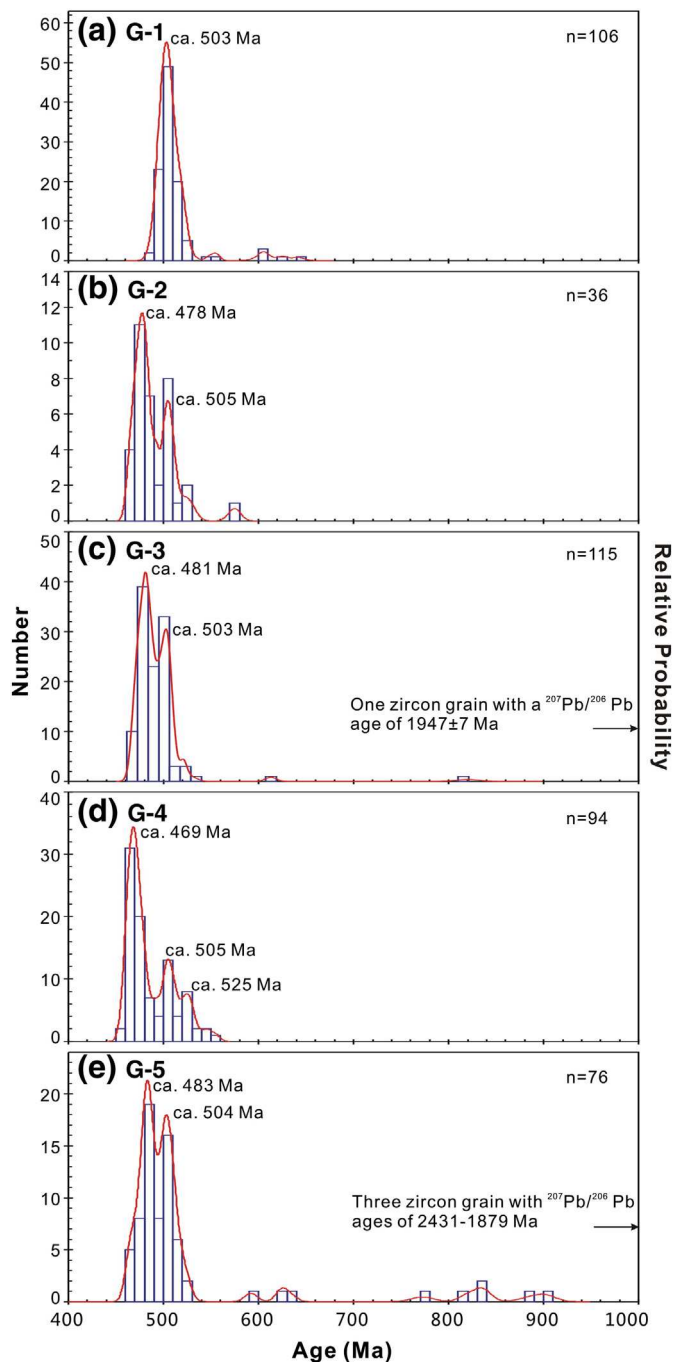 (a) G-1
ca. 503 Ma
n=106
60
50
40
30
20
10
0
(b) G-2
ca. 478 Ma
n=36
ca. 505 Ma
14
12
10
8
6
4
2
0
(c) G-3
ca. 481 Ma
n=115
ca. 503 Ma
One zircon grain with a ²⁰⁷Pb/²⁰⁶ Pb
age of 1947±7 Ma
50
40
30
20
10
0
Number
Relative Probability
(d) G-4
ca. 469 Ma
n=94
ca. 505 Ma
ca. 525 Ma
40
30
20
10
0
(e) G-5
ca. 483 Ma
n=76
ca. 504 Ma
Three zircon grain with ²⁰⁷Pb/²⁰⁶ Pb
ages of 2431-1879 Ma
20
15
10
5
0
400 500 600 700 800 900 1000
Age (Ma)